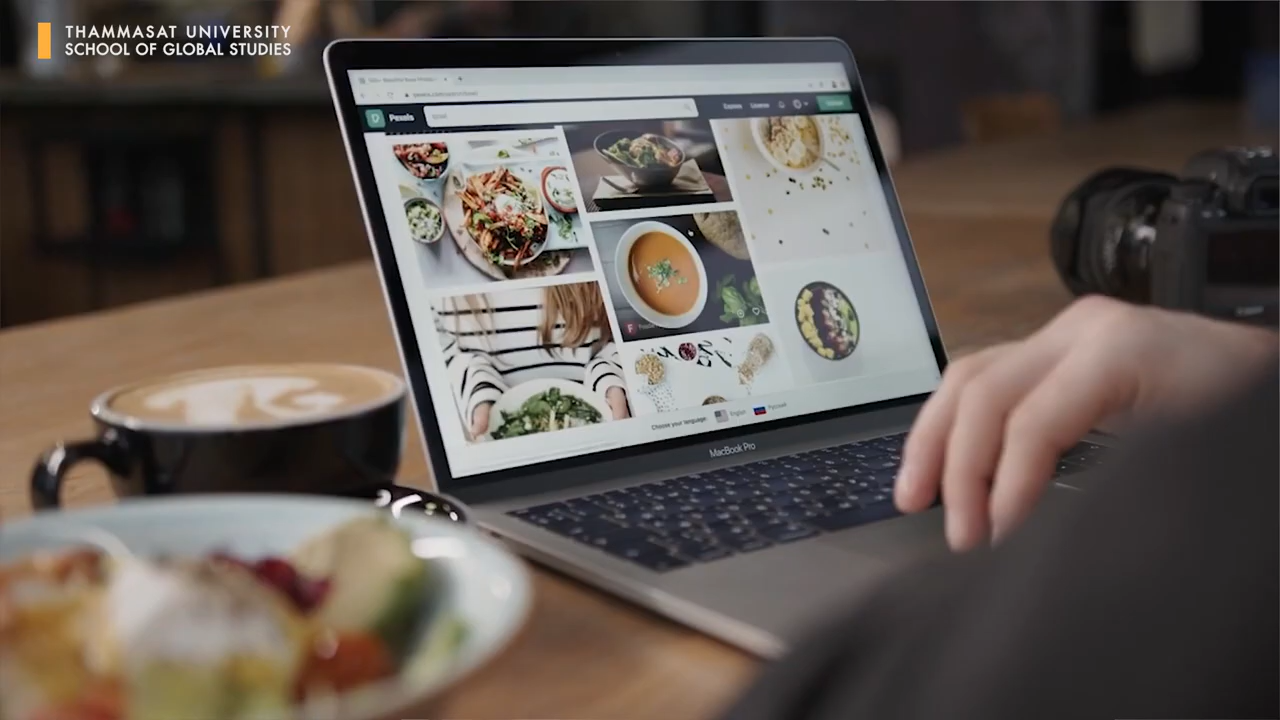 THAMMASAT UNIVERSITY
SCHOOL OF GLOBAL STUDIES
Pexels
Explore
License
Choose your language:
English
Русский
MacBook Pro